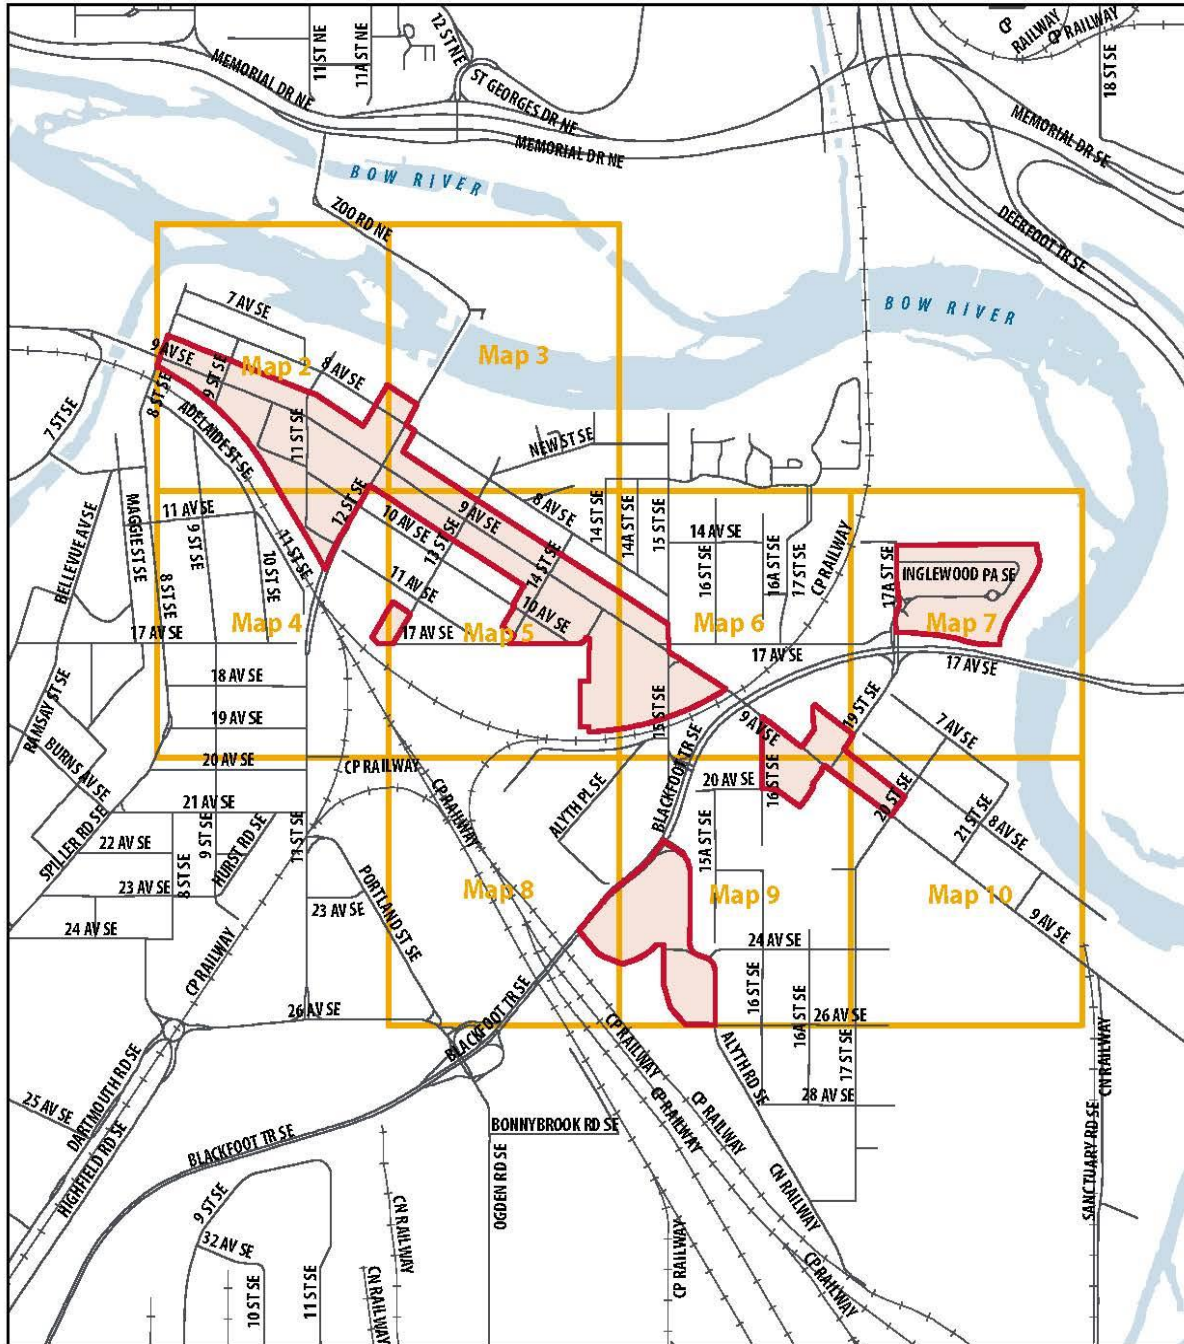 12 ST NE
CP RAILWAY
CP RAILWAY
11 ST NE
11A ST NE
18 ST SE
MEMORIAL DR NE
ST GEORGES DR NE
MEMORIAL DR NE
MEMORIAL DR SE
BOW RIVER
ZOO RD NE
DEERFOOT TR SE
BOW RIVER
7 AV SE
9 AV SE
Map 2
8 AV SE
Map 3
9 ST SE
8 ST SE
7 ST SE
ADELAIDE ST SE
11 ST SE
NEW ST SE
12 ST SE
9 AV SE
8 AV SE
10 AV SE
13 ST SE
14 ST SE
14A ST SE
15 ST SE
11 AV SE
MAGGIE ST SE
9 ST SE
11 ST SE
10 ST SE
BELLEVUE AV SE
14 AV SE
16 ST SE
16A ST SE
17 ST SE
CP RAILWAY
17A ST SE
INGLEWOOD PA SE
14 ST SE
11 AV SE
10 AV SE
8 ST SE
Map 4
17 AV SE
17 AV SE
Map 5
Map 6
Map 7
17 AV SE
17 AV SE
18 AV SE
RAMSAY ST SE
19 AV SE
15 ST SE
9 AV SE
19 ST SE
7 AV SE
BURNS AV SE
20 AV SE
CP RAILWAY
CP RAILWAY
BLACKFOOT TR SE
20 AV SE
16 ST SE
20 ST SE
21 ST SE
8 AV SE
SPILLER RD SE
21 AV SE
9 ST SE
HURST RD SE
11 ST SE
ALYTH PL SE
22 AV SE
15A ST SE
23 AV SE
8 ST SE
PORTLAND ST SE
Map 8
Map 9
Map 10
23 AV SE
24 AV SE
9 AV SE
24 AV SE
CP RAILWAY
16 ST SE
16A ST SE
26 AV SE
26 AV SE
BLACKFOOT TR SE
CP RAILWAY
17 ST SE
ALYTH RD SE
CN RAILWAY
25 AV SE
DARTMOUTH RD SE
28 AV SE
CP RAILWAY
CP RAILWAY
BONNYBROOK RD SE
HIGHFIELD RD SE
BLACKFOOT TR SE
OGDEN RD SE
CN RAILWAY
SANCTUARY RD SE
9 ST SE
CN RAILWAY
32 AV SE
CP RAILWAY
CP RAILWAY
10 ST SE
11 ST SE
CN RAILWAY